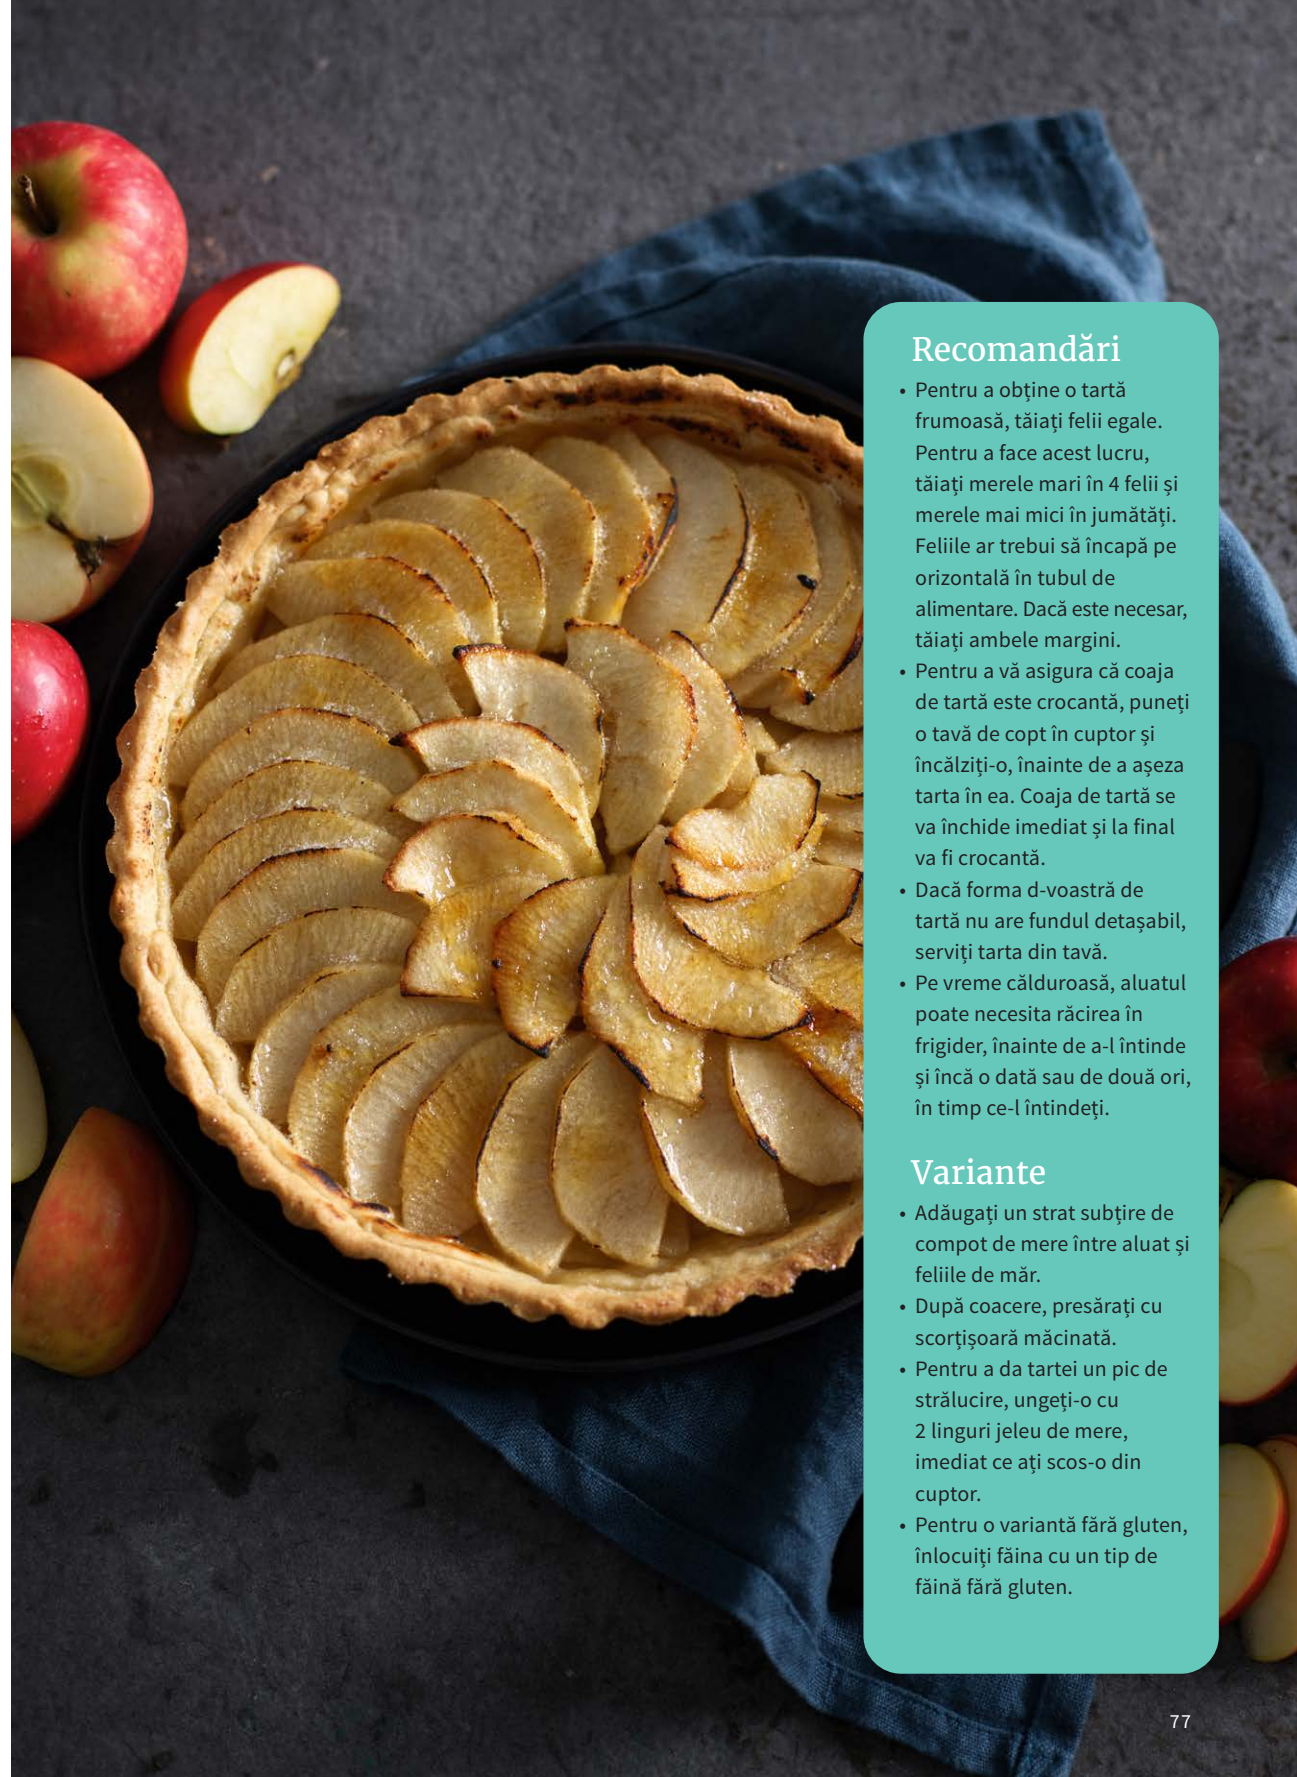 Recomandări
• Pentru a obține o tartă
frumoasă, tăiați felii egale.
Pentru a face acest lucru,
tăiați merele mari în 4 felii și
merele mai mici în jumătăți.
Feliile ar trebui să încapă pe
orizontală în tubul de
alimentare. Dacă este necesar,
tăiați ambele margini.
• Pentru a vă asigura că coaja
de tartă este crocantă, puneți
o tavă de copt în cuptor și
încălziți-o, înainte de a așeza
tarta în ea. Coaja de tartă se
va închide imediat și la final
va fi crocantă.
• Dacă forma d-voastră de
tartă nu are fundul detașabil,
serviți tarta din tavă.
• Pe vreme călduroasă, aluatul
poate necesita răcirea în
frigider, înainte de a-l întinde
și încă o dată sau de două ori,
în timp ce-l întindeți.
Variante
• Adăugați un strat subțire de
compot de mere între aluat și
feliile de măr.
• După coacere, presărați cu
scorțișoară măcinată.
• Pentru a da tartei un pic de
strălucire, ungeți-o cu
2 linguri jeleu de mere,
imediat ce ați scos-o din
cuptor.
• Pentru o variantă fără gluten,
înlocuiți făina cu un tip de
făină fără gluten.
77